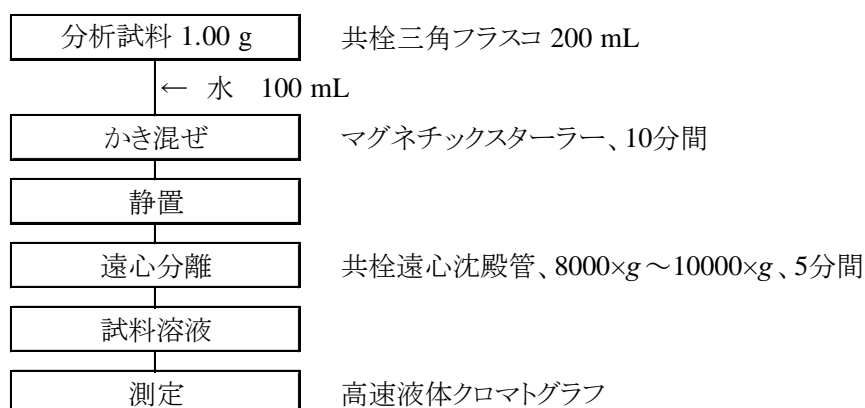 分析試料 1.00 g 共栓三角フラスコ 200 mL
← 水 100 mL
かき混ぜ マグネチックスターラー、10分間
静置
遠心分離 共栓遠心沈殿管、8000×g～10000×g、5分間
試料溶液
測定 高速液体クロマトグラフ